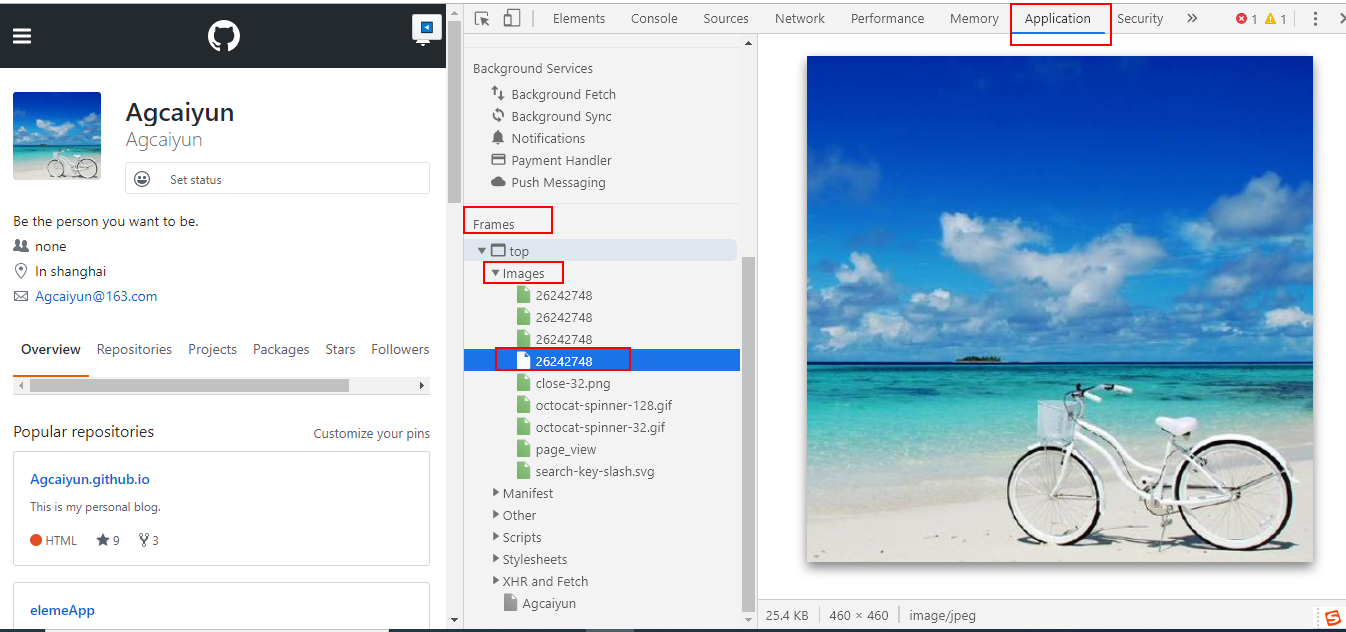 Agcaiyun
Agcaiyun
Set status
Be the person you want to be.
none
In shanghai
Agcaiyun@163.com
Overview Repositories Projects Packages Stars Followers
Popular repositories Customize your pins
Agcaiyun.github.io
This is my personal blog.
HTML 9 3
elemeApp
Elements Console Sources Network Performance Memory Application Security » 1 1
Background Services
Background Fetch
Background Sync
Notifications
Payment Handler
Push Messaging
Frames
top
Images
26242748
26242748
26242748
26242748
close-32.png
octocat-spinner-128.gif
octocat-spinner-32.gif
page_view
search-key-slash.svg
Manifest
Other
Scripts
Stylesheets
XHR and Fetch
Agcaiyun
25.4 KB 460 × 460 image/jpeg